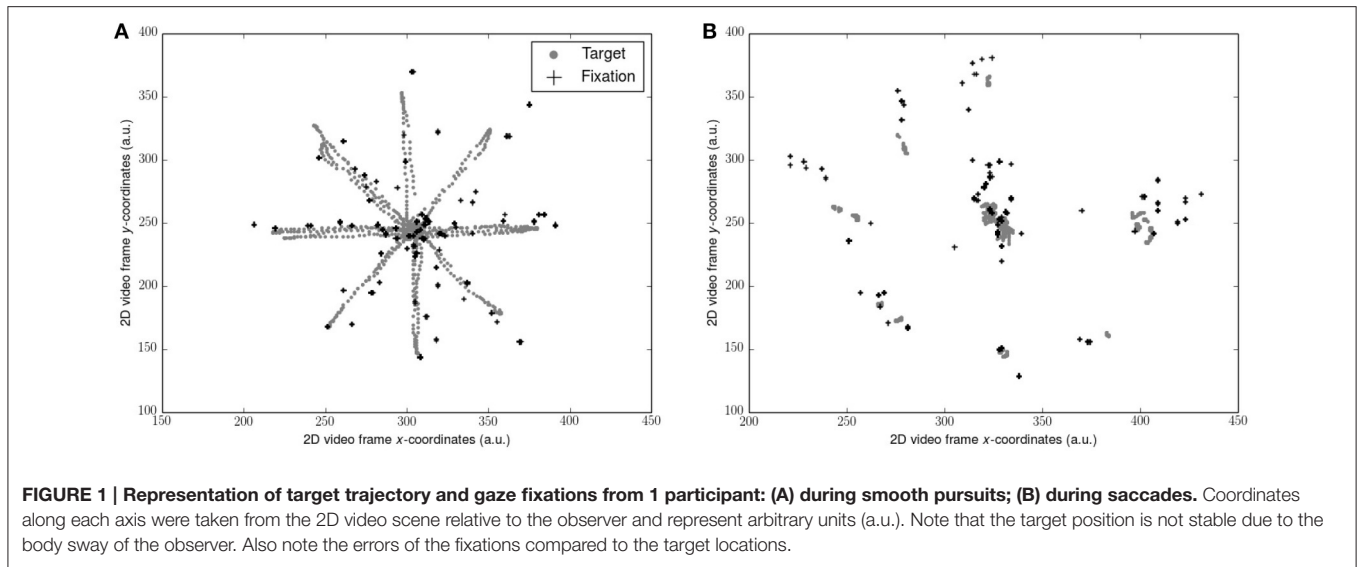 A
B
400
350
300
250
200
150
100
150
200
250
300
350
400
450
2D video frame y-coordinates (a.u.)
2D video frame x-coordinates (a.u.)
Target
Fixation
400
350
300
250
200
150
100
200
250
300
350
400
450
2D video frame y-coordinates (a.u.)
2D video frame x-coordinates (a.u.)
FIGURE 1 | Representation of target trajectory and gaze fixations from 1 participant: (A) during smooth pursuits; (B) during saccades. Coordinates
along each axis were taken from the 2D video scene relative to the observer and represent arbitrary units (a.u.). Note that the target position is not stable due to the
body sway of the observer. Also note the errors of the fixations compared to the target locations.